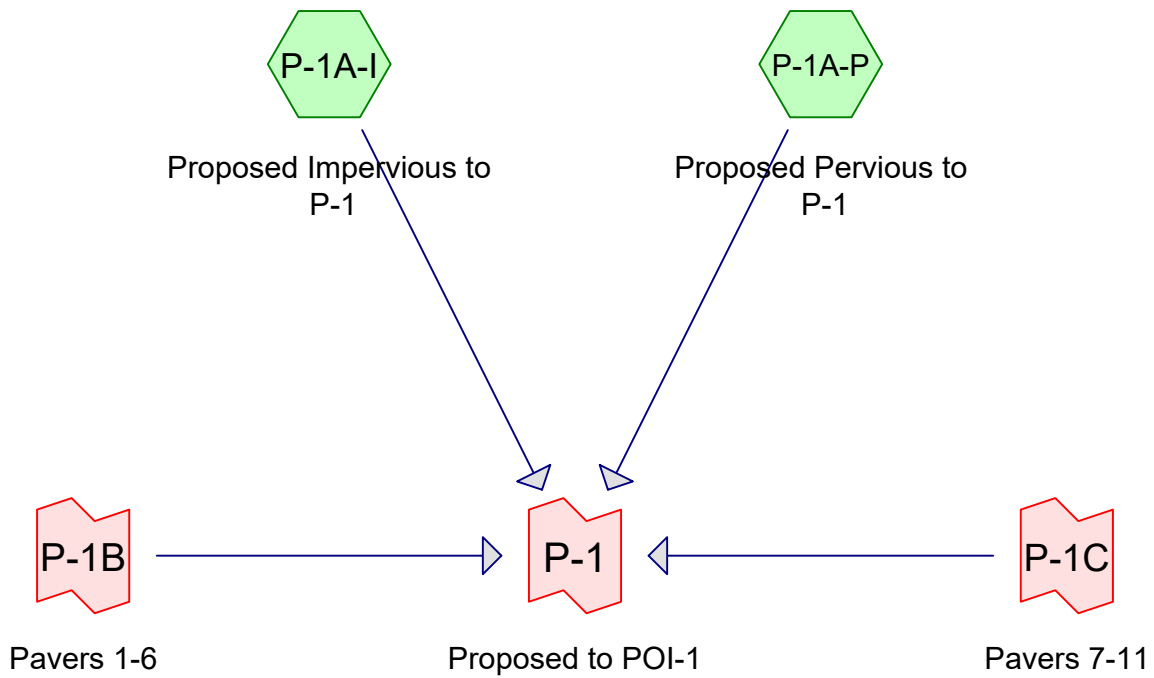 P-1A-I
P-1A-P
Proposed Impervious to
P-1
Proposed Pervious to
P-1
P-1B
P-1
P-1C
Pavers 1-6
Proposed to POI-1
Pavers 7-11